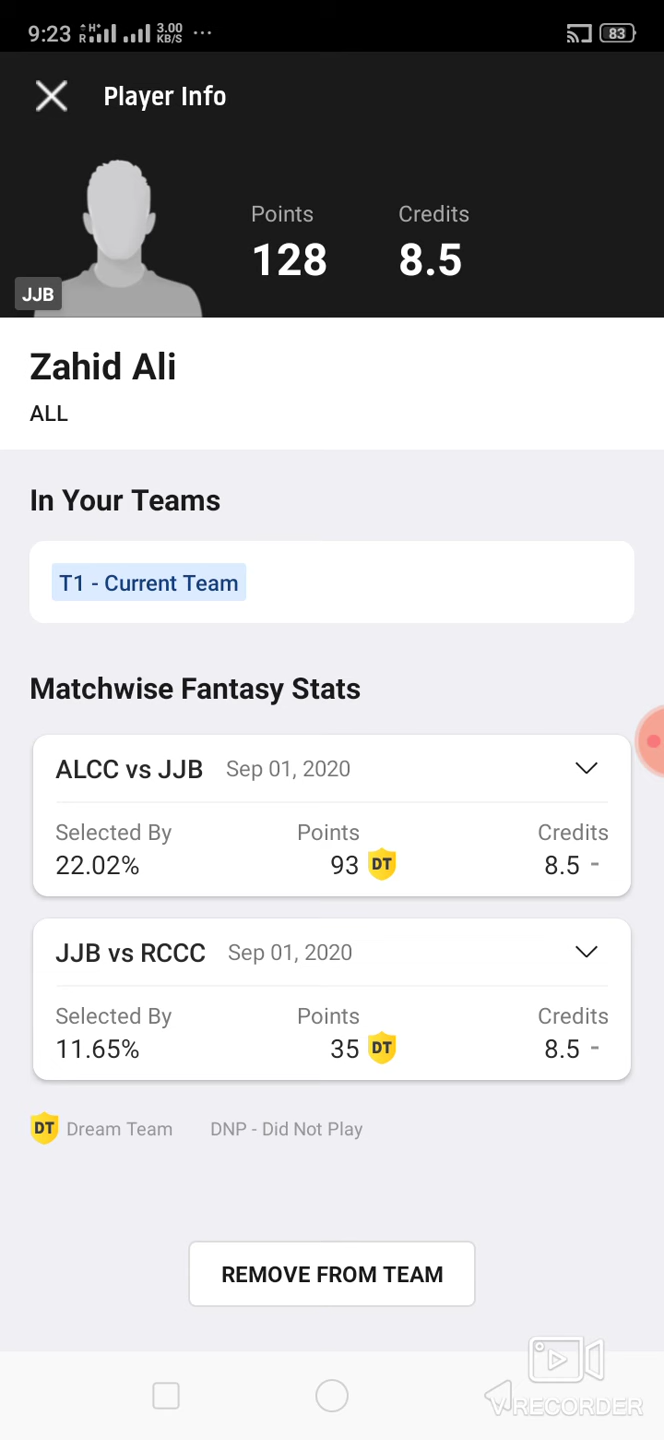 9:23 R H+ 3.00 KB/S ... 83
Player Info
Points Credits
128 8.5
JJB
Zahid Ali
ALL
In Your Teams
T1 - Current Team
Matchwise Fantasy Stats
ALCC vs JJB Sep 01, 2020
Selected By Points Credits
22.02% 93 DT 8.5 -
JJB vs RCCC Sep 01, 2020
Selected By Points Credits
11.65% 35 DT 8.5 -
DT Dream Team DNP - Did Not Play
REMOVE FROM TEAM
VRECORDER